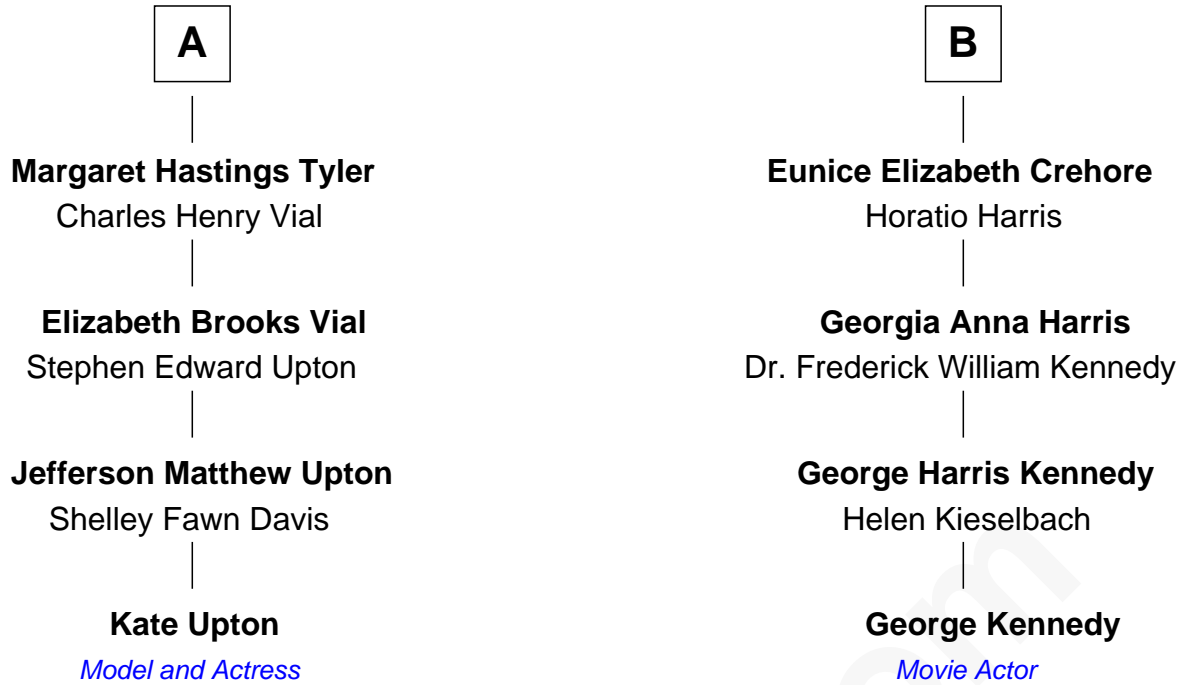 A
Margaret Hastings Tyler
Charles Henry Vial
Elizabeth Brooks Vial
Stephen Edward Upton
Jefferson Matthew Upton
Shelley Fawn Davis
Kate Upton
Model and Actress
B
Eunice Elizabeth Crehore
Horatio Harris
Georgia Anna Harris
Dr. Frederick William Kennedy
George Harris Kennedy
Helen Kieselbach
George Kennedy
Movie Actor